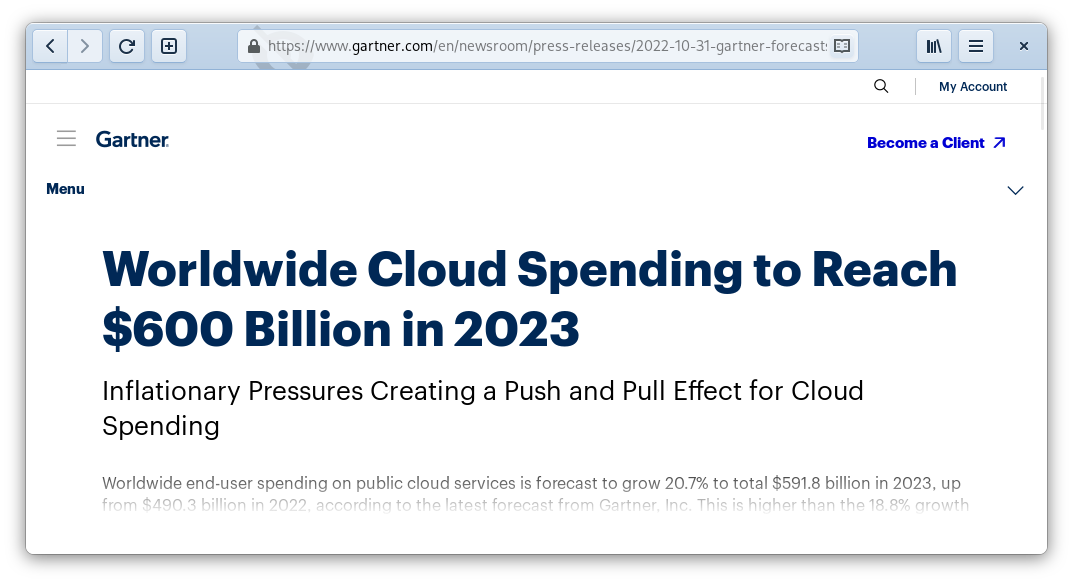 https://www.gartner.com/en/newsroom/press-releases/2022-10-31-gartner-forecasts
My Account
Gartner
Become a Client
Menu
Worldwide Cloud Spending to Reach
$600 Billion in 2023
Inflationary Pressures Creating a Push and Pull Effect for Cloud
Spending
Worldwide end-user spending on public cloud services is forecast to grow 20.7% to total $591.8 billion in 2023, up
from $490.3 billion in 2022, according to the latest forecast from Gartner, Inc. This is higher than the 18.8% growth